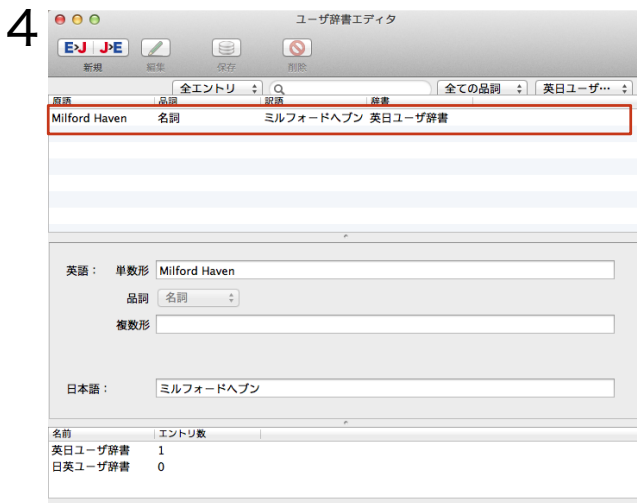 4
ユーザ辞書エディタ
E›J J›E
新規 編集 保存 削除
全エントリ 全ての品詞 英日ユーザ…
原語 品詞 訳語 辞書
Milford Haven 名詞 ミルフォードヘブン 英日ユーザ辞書
英語： 単数形 Milford Haven
品詞 名詞
複数形
日本語： ミルフォードヘブン
名前 エントリ数
英日ユーザ辞書 1
日英ユーザ辞書 0